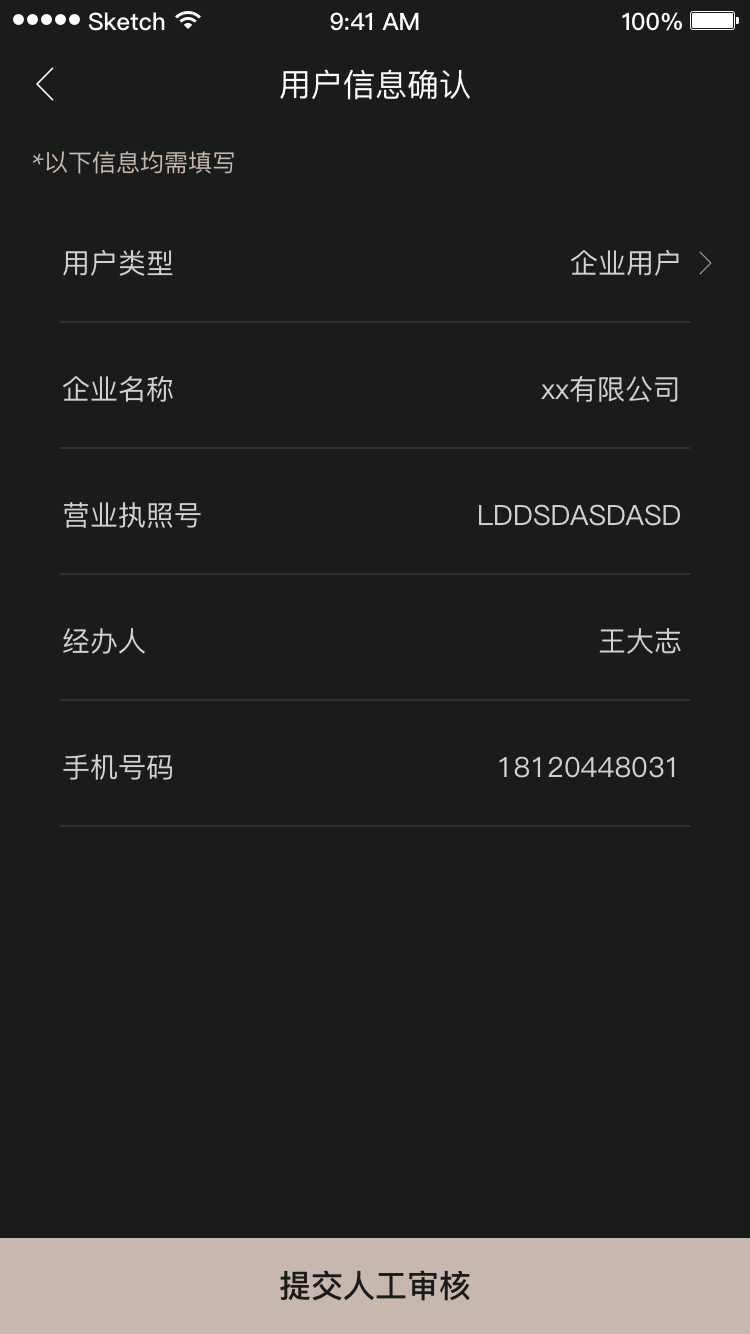 Sketch 9:41 AM 100%
用户信息确认
*以下信息均需填写
用户类型 企业用户
企业名称 xx有限公司
营业执照号 LDDSDASDASD
经办人 王大志
手机号码 18120448031
提交人工审核